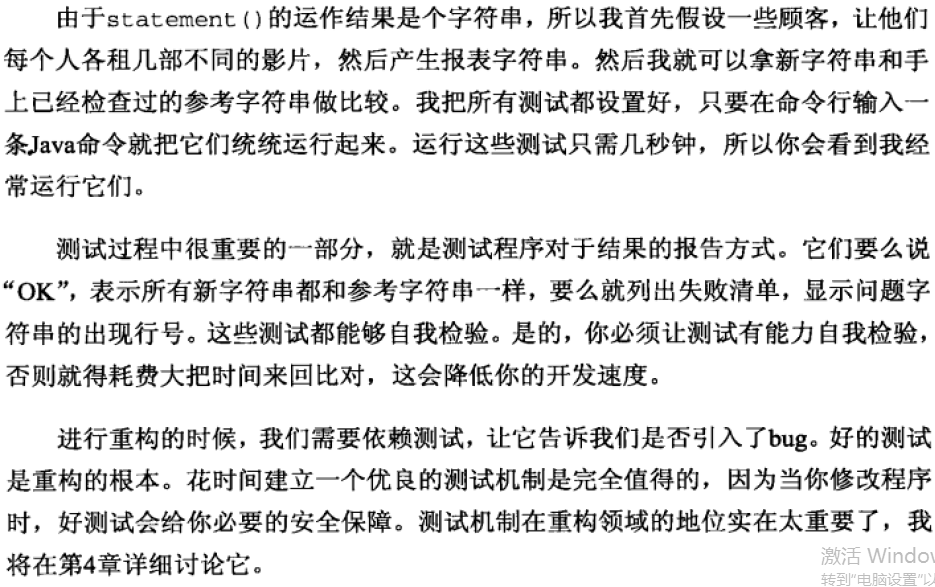 由于statement()的运作结果是个字符串，所以我首先假设一些顾客，让他们
每个人各租几部不同的影片，然后产生报表字符串。然后我就可以拿新字符串和手
上已经检查过的参考字符串做比较。我把所有测试都设置好，只要在命令行输入一
条Java命令就把它们统统运行起来。运行这些测试只需几秒钟，所以你会看到我经
常运行它们。
测试过程中很重要的一部分，就是测试程序对于结果的报告方式。它们要么说
“OK”，表示所有新字符串都和参考字符串一样，要么就列出失败清单，显示问题字
符串的出现行号。这些测试都能够自我检验。是的，你必须让测试有能力自我检验，
否则就得耗费大把时间来回比对，这会降低你的开发速度。
进行重构的时候，我们需要依赖测试，让它告诉我们是否引入了bug。好的测试
是重构的根本。花时间建立一个优良的测试机制是完全值得的，因为当你修改程序
时，好测试会给你必要的安全保障。测试机制在重构领域的地位实在太重要了，我
将在第4章详细讨论它。
激活 Window
转到“电脑设置”以